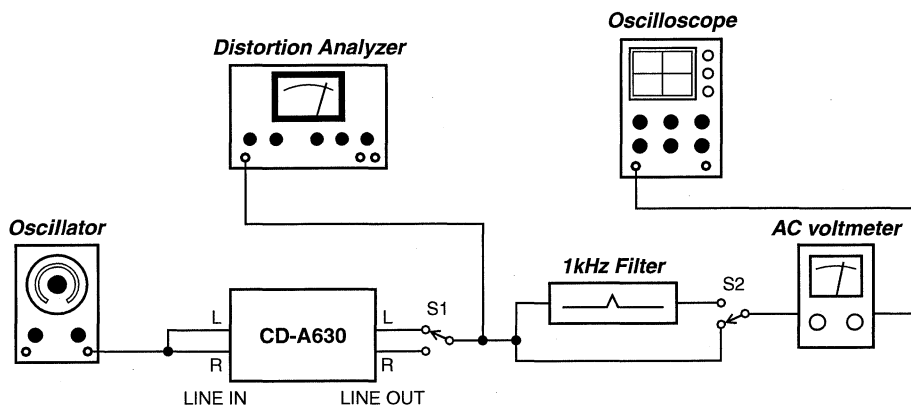 Oscilloscope
Distortion Analyzer
Oscillator
AC voltmeter
1kHz Filter
S2
S1
L
CD-A630
L
R
R
LINE IN
LINE OUT